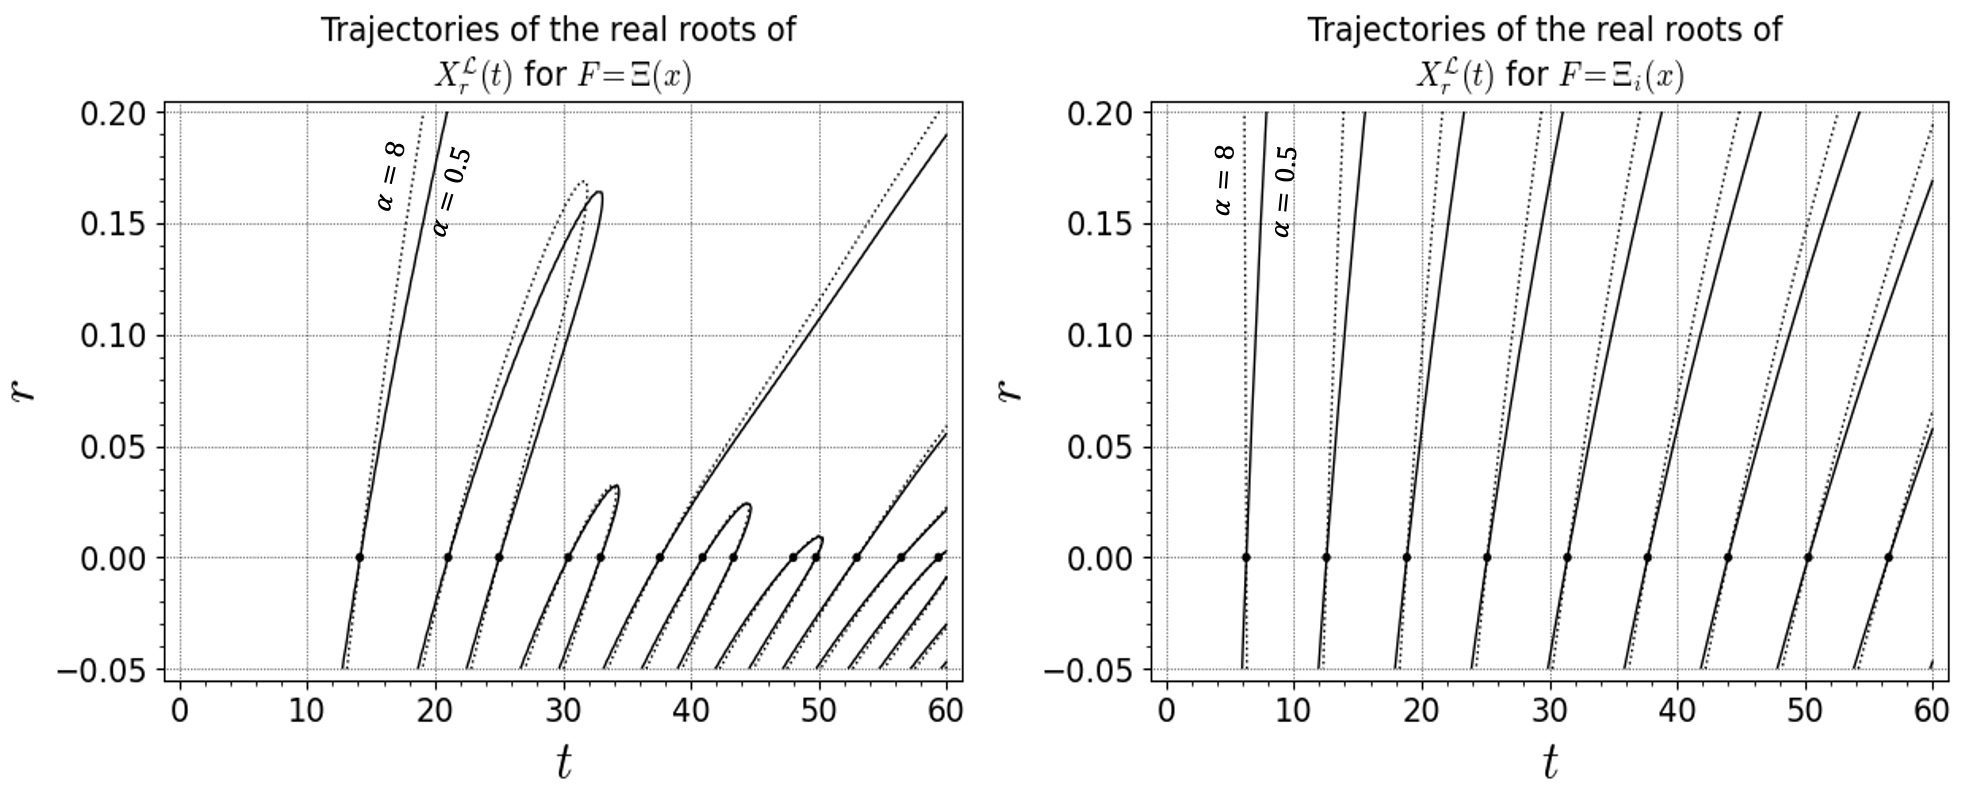 Trajectories of the real roots of
$X_r^{\mathcal{L}}(t)$ for $F = \Xi(x)$
α = 8
α = 0.5
0.20
0.15
0.10
0.05
0.00
−0.05
r
0 10 20 30 40 50 60
t
Trajectories of the real roots of
$X_r^{\mathcal{L}}(t)$ for $F = \Xi_i(x)$
α = 8
α = 0.5
0.20
0.15
0.10
0.05
0.00
−0.05
r
0 10 20 30 40 50 60
t